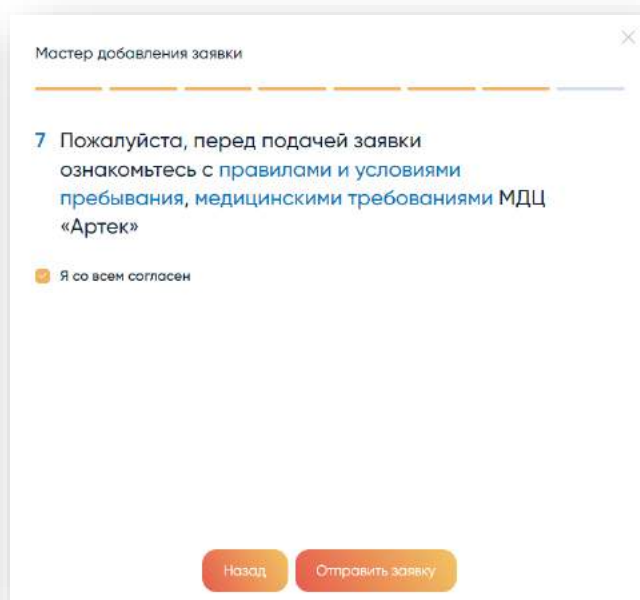 Мастер добавления заявки
7 Пожалуйста, перед подачей заявки
ознакомьтесь с правилами и условиями
пребывания, медицинскими требованиями МДЦ
«Артек»
Я со всем согласен
Назад Отправить заявку